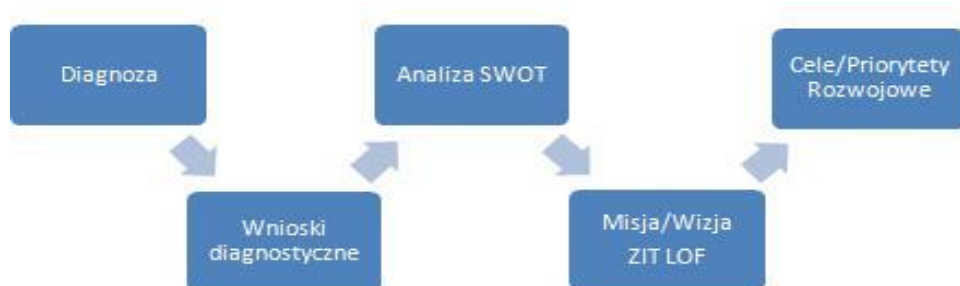 Diagnoza
Wnioski
diagnostyczne
Analiza SWOT
Misja/Wizja
ZIT LOF
Cele/Priorytety
Rozwojowe